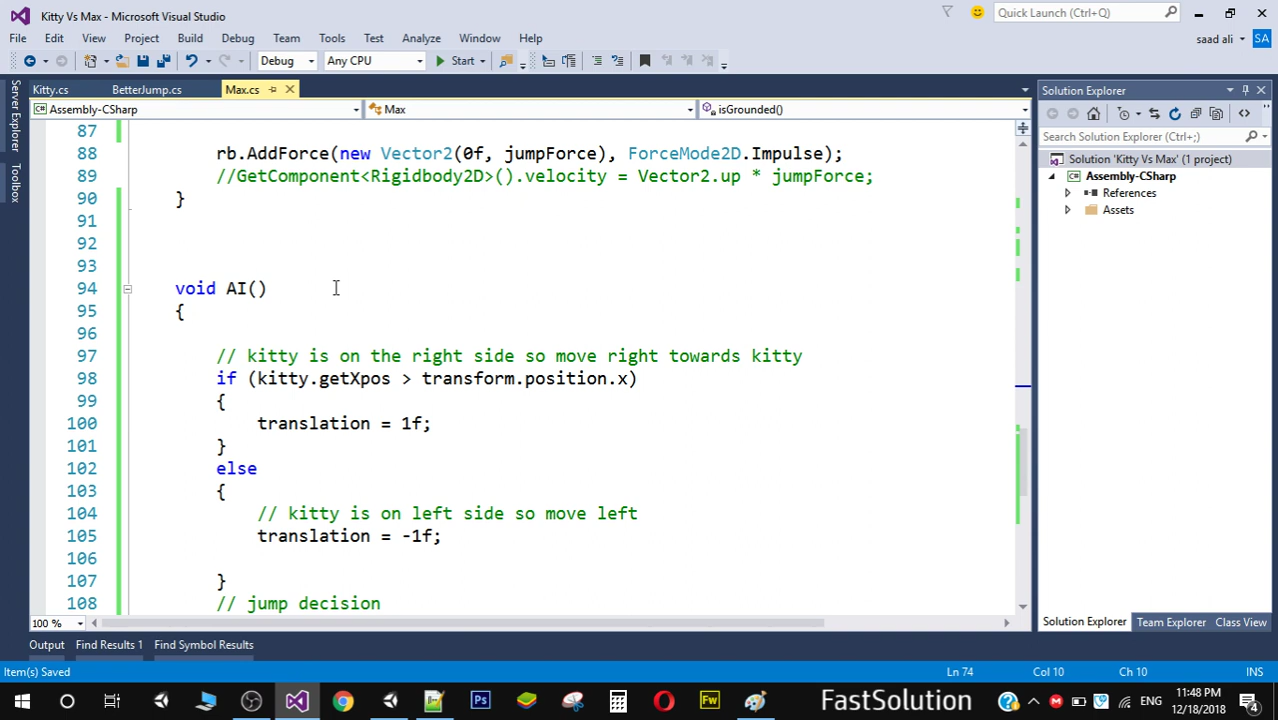 Kitty Vs Max - Microsoft Visual Studio
Quick Launch (Ctrl+Q)
File Edit View Project Build Debug Team Tools Test Analyze Window Help
saad ali SA
Debug Any CPU Start
Kitty.cs BetterJump.cs Max.cs
Server Explorer
Toolbox
Assembly-CSharp Max isGrounded()
87
88 rb.AddForce(new Vector2(0f, jumpForce), ForceMode2D.Impulse);
89 //GetComponent<Rigidbody2D>().velocity = Vector2.up * jumpForce;
90 }
91
92
93
94 void AI()
95 {
96
97 // kitty is on the right side so move right towards kitty
98 if (kitty.getXpos > transform.position.x)
99 {
100 translation = 1f;
101 }
102 else
103 {
104 // kitty is on left side so move left
105 translation = -1f;
106
107 }
108 // jump decision
100 %
Solution Explorer
Search Solution Explorer (Ctrl+;)
Solution 'Kitty Vs Max' (1 project)
Assembly-CSharp
References
Assets
Solution Explorer Team Explorer Class View
Output Find Results 1 Find Symbol Results
Item(s) Saved Ln 74 Col 10 Ch 10 INS
Ps Fw FastSolution ENG 11:48 PM
12/18/2018 4